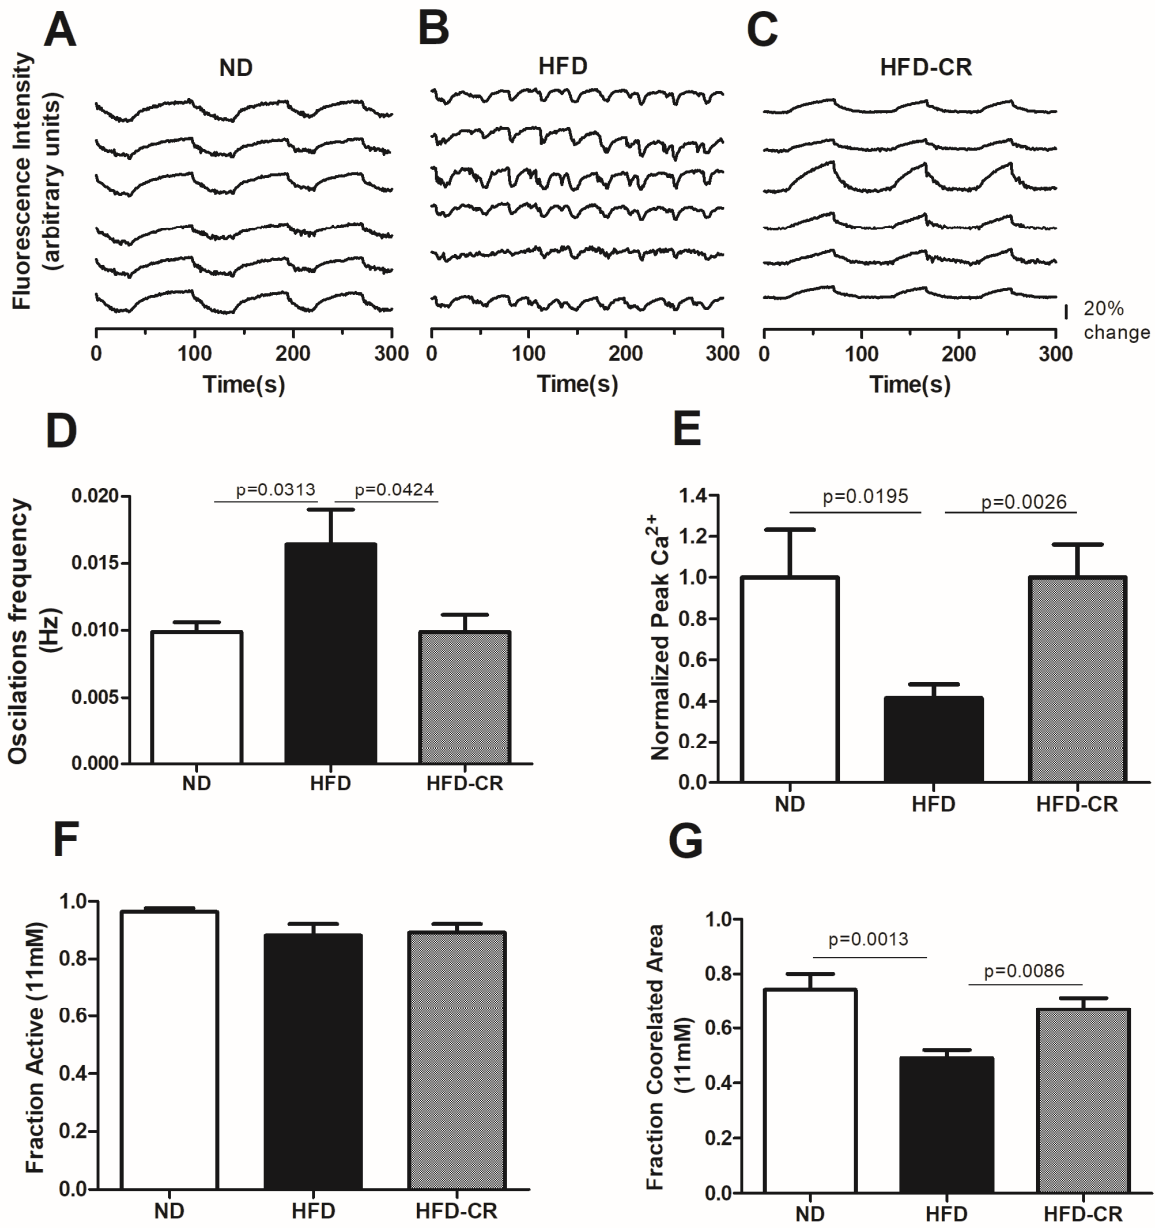 A
B
C
ND
HFD
HFD-CR
Fluorescence Intensity
(arbitrary units)
20%
change
0 100 200 300
0 100 200 300
0 100 200 300
Time(s)
Time(s)
Time(s)
D
Oscilations frequency
(Hz)
0.020
0.015
0.010
0.005
0.000
p=0.0313
p=0.0424
ND HFD HFD-CR
E
Normalized Peak Ca²⁺
1.4
1.2
1.0
0.8
0.6
0.4
0.2
0.0
p=0.0195
p=0.0026
ND HFD HFD-CR
F
Fraction Active (11mM)
1.0
0.8
0.6
0.4
0.2
0.0
ND HFD HFD-CR
G
Fraction Coorelated Area
(11mM)
1.0
0.8
0.6
0.4
0.2
0.0
p=0.0013
p=0.0086
ND HFD HFD-CR